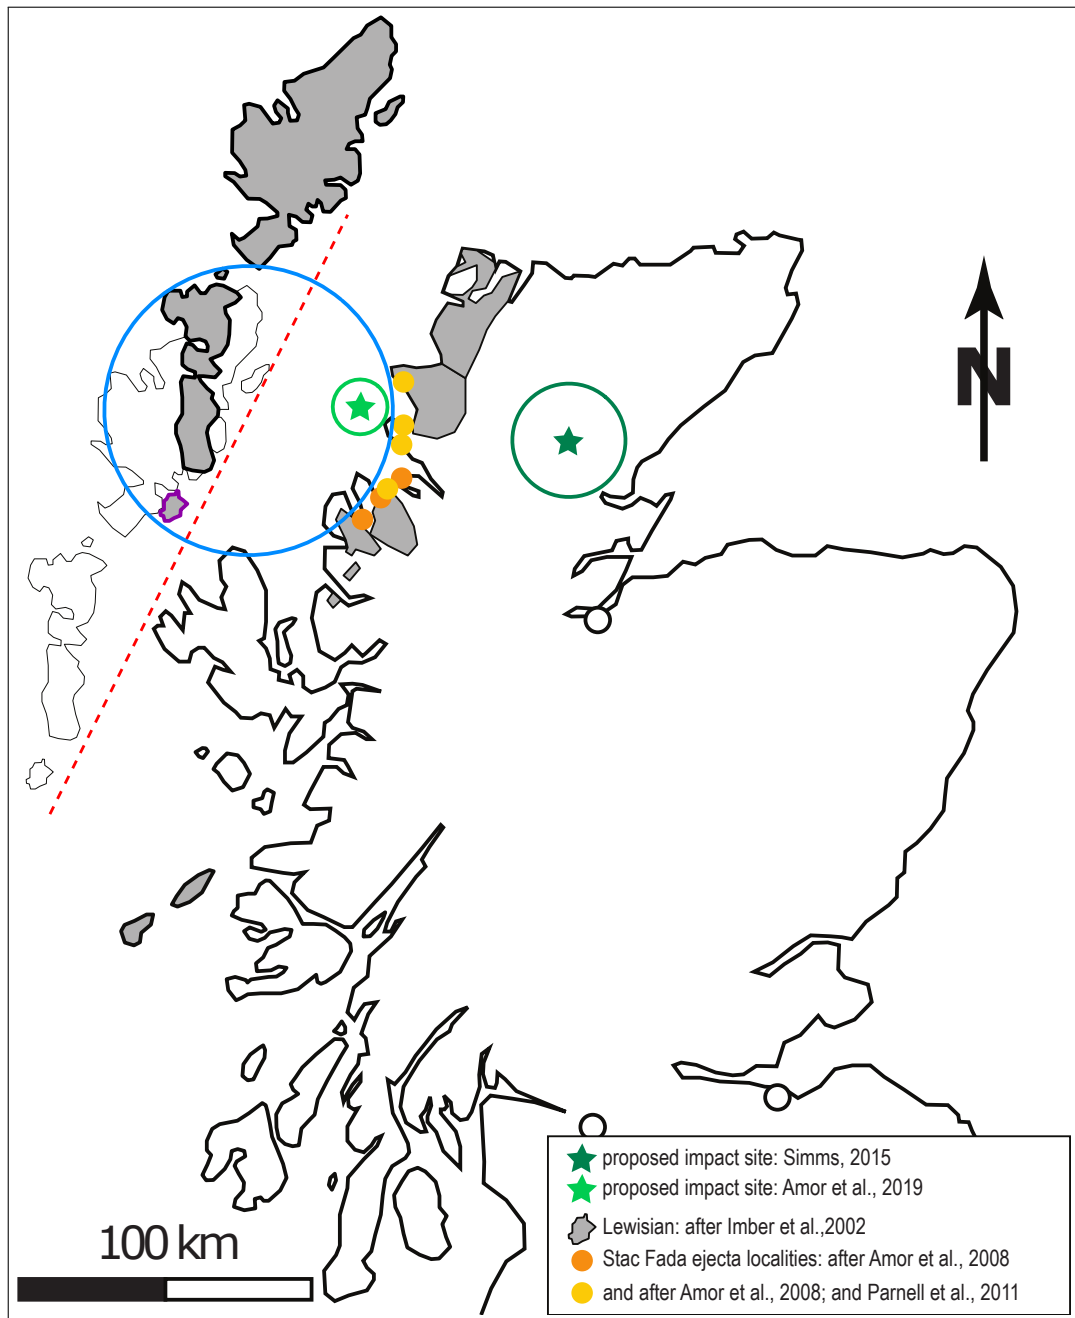 N
100 km
proposed impact site: Simms, 2015
proposed impact site: Amor et al., 2019
Lewisian: after Imber et al.,2002
Stac Fada ejecta localities: after Amor et al., 2008
and after Amor et al., 2008; and Parnell et al., 2011